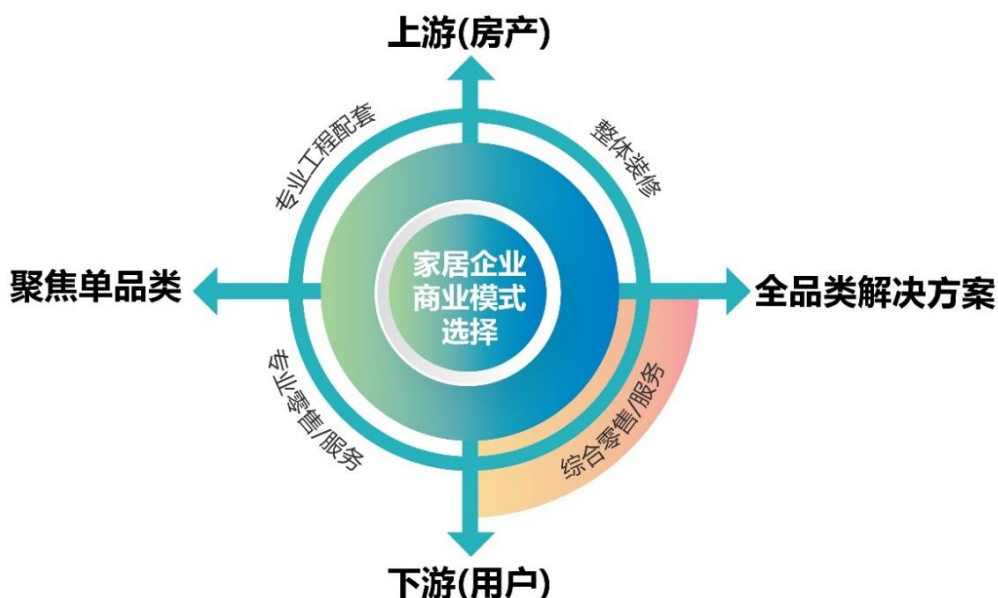 上游(房产)
专业工程配套
整体装修
聚焦单品类
家居企业
商业模式
选择
全品类解决方案
专业零售/服务
综合零售/服务
下游(用户)